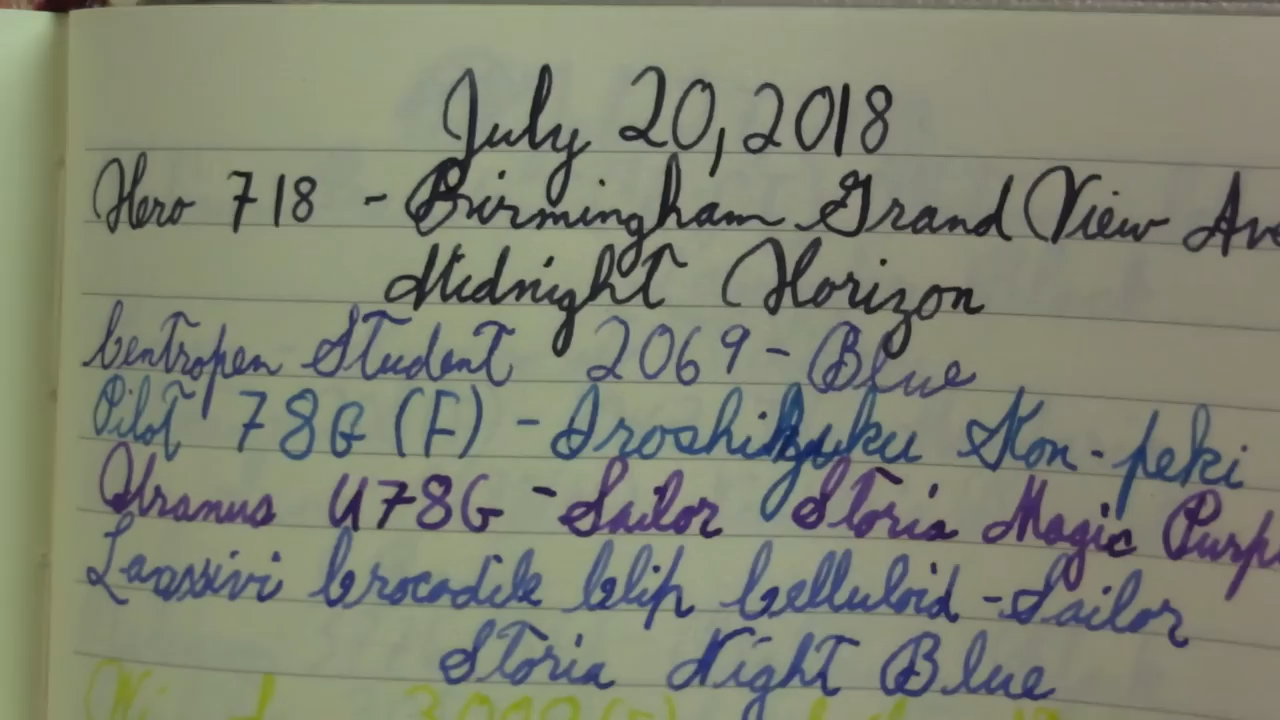 July 20, 2018
Hero 718 - Birmingham Grand View Ave
Midnight Horizon
Centropen Student 2069 - Blue
Pilot 78G (F) - Iroshizuku Kon-peki
Uranus U78G - Sailor Storia Magic Purp
Laossivi Crocodile Clip Celluloid - Sailor
Storia Night Blue